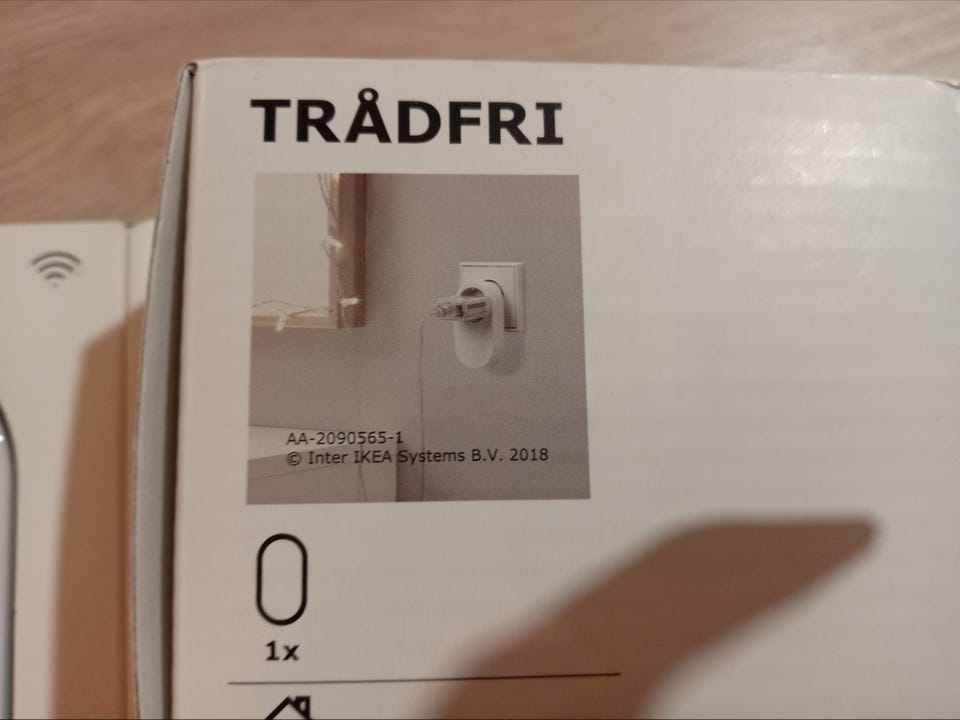 TRÅDFRI
AA-2090565-1
© Inter IKEA Systems B.V. 2018
1x